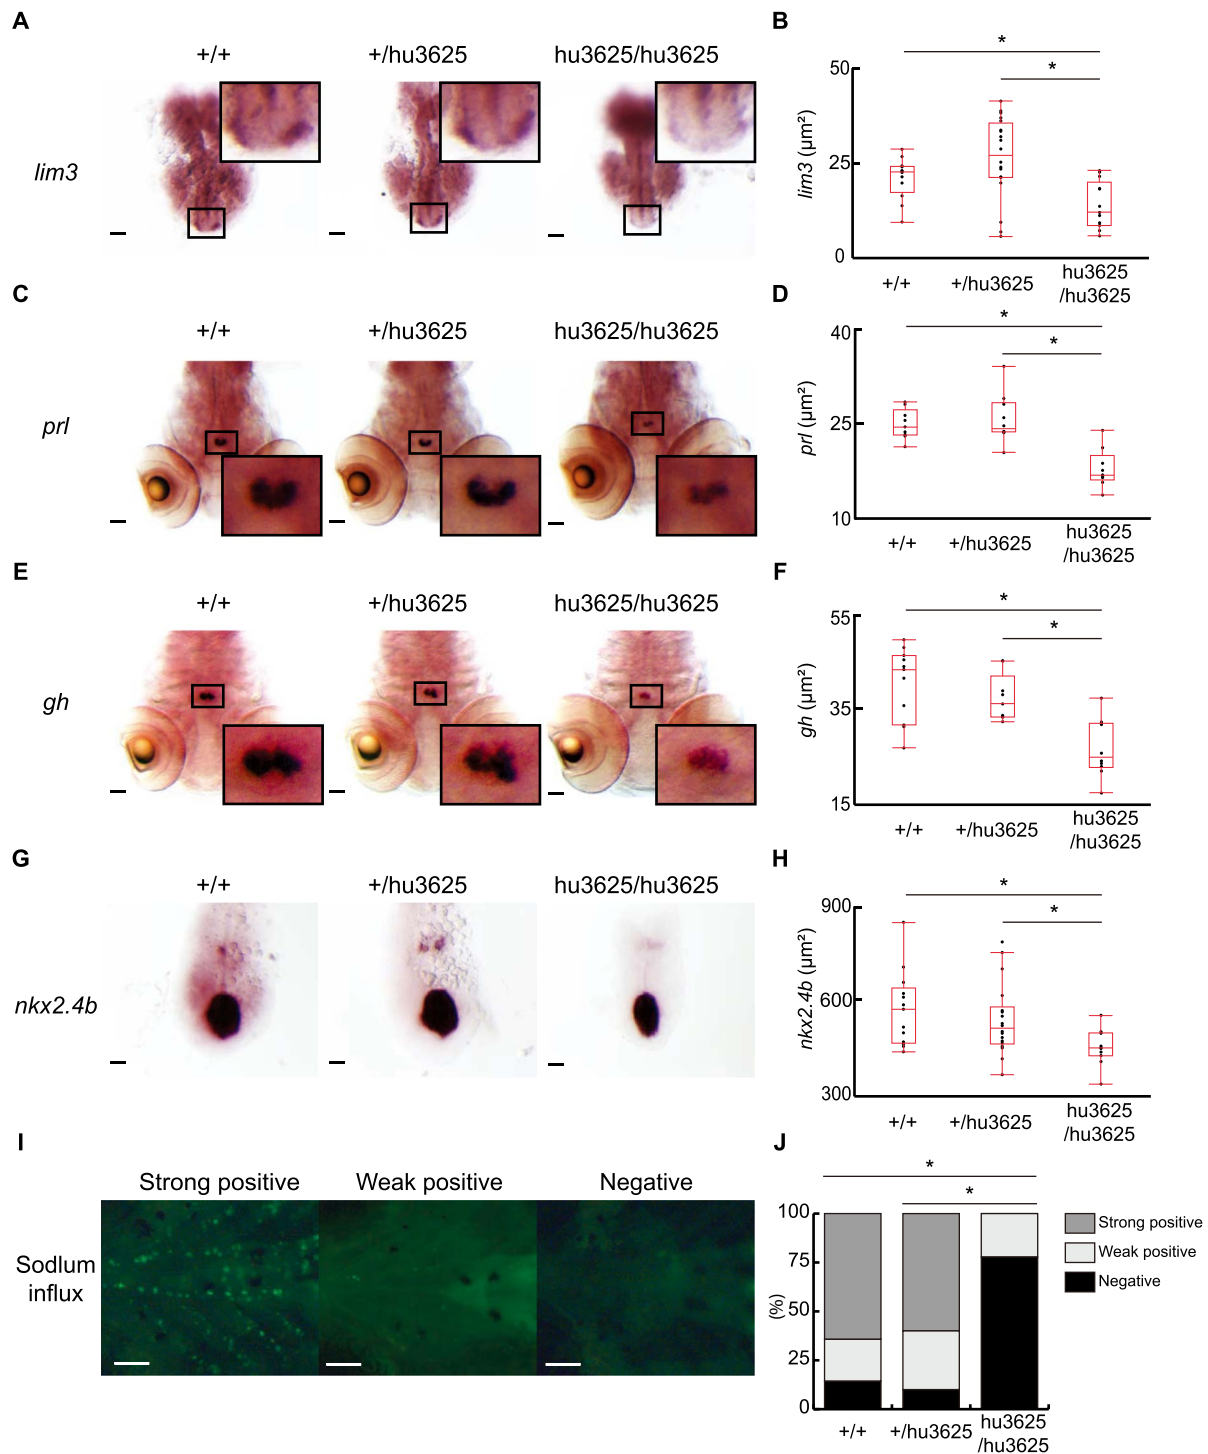 A
+/+
+/hu3625
hu3625/hu3625
lim3
B
*
*
50
25
0
lim3 (µm²)
+/+
+/hu3625
hu3625
/hu3625
C
+/+
+/hu3625
hu3625/hu3625
prl
D
*
*
40
25
10
prl (µm²)
+/+
+/hu3625
hu3625
/hu3625
E
+/+
+/hu3625
hu3625/hu3625
gh
F
*
*
55
35
15
gh (µm²)
+/+
+/hu3625
hu3625
/hu3625
G
+/+
+/hu3625
hu3625/hu3625
nkx2.4b
H
*
*
900
600
300
nkx2.4b (µm²)
+/+
+/hu3625
hu3625
/hu3625
I
Strong positive
Weak positive
Negative
Sodlum
influx
J
*
*
100
75
50
25
0
(%)
+/+
+/hu3625
hu3625
/hu3625
Strong positive
Weak positive
Negative